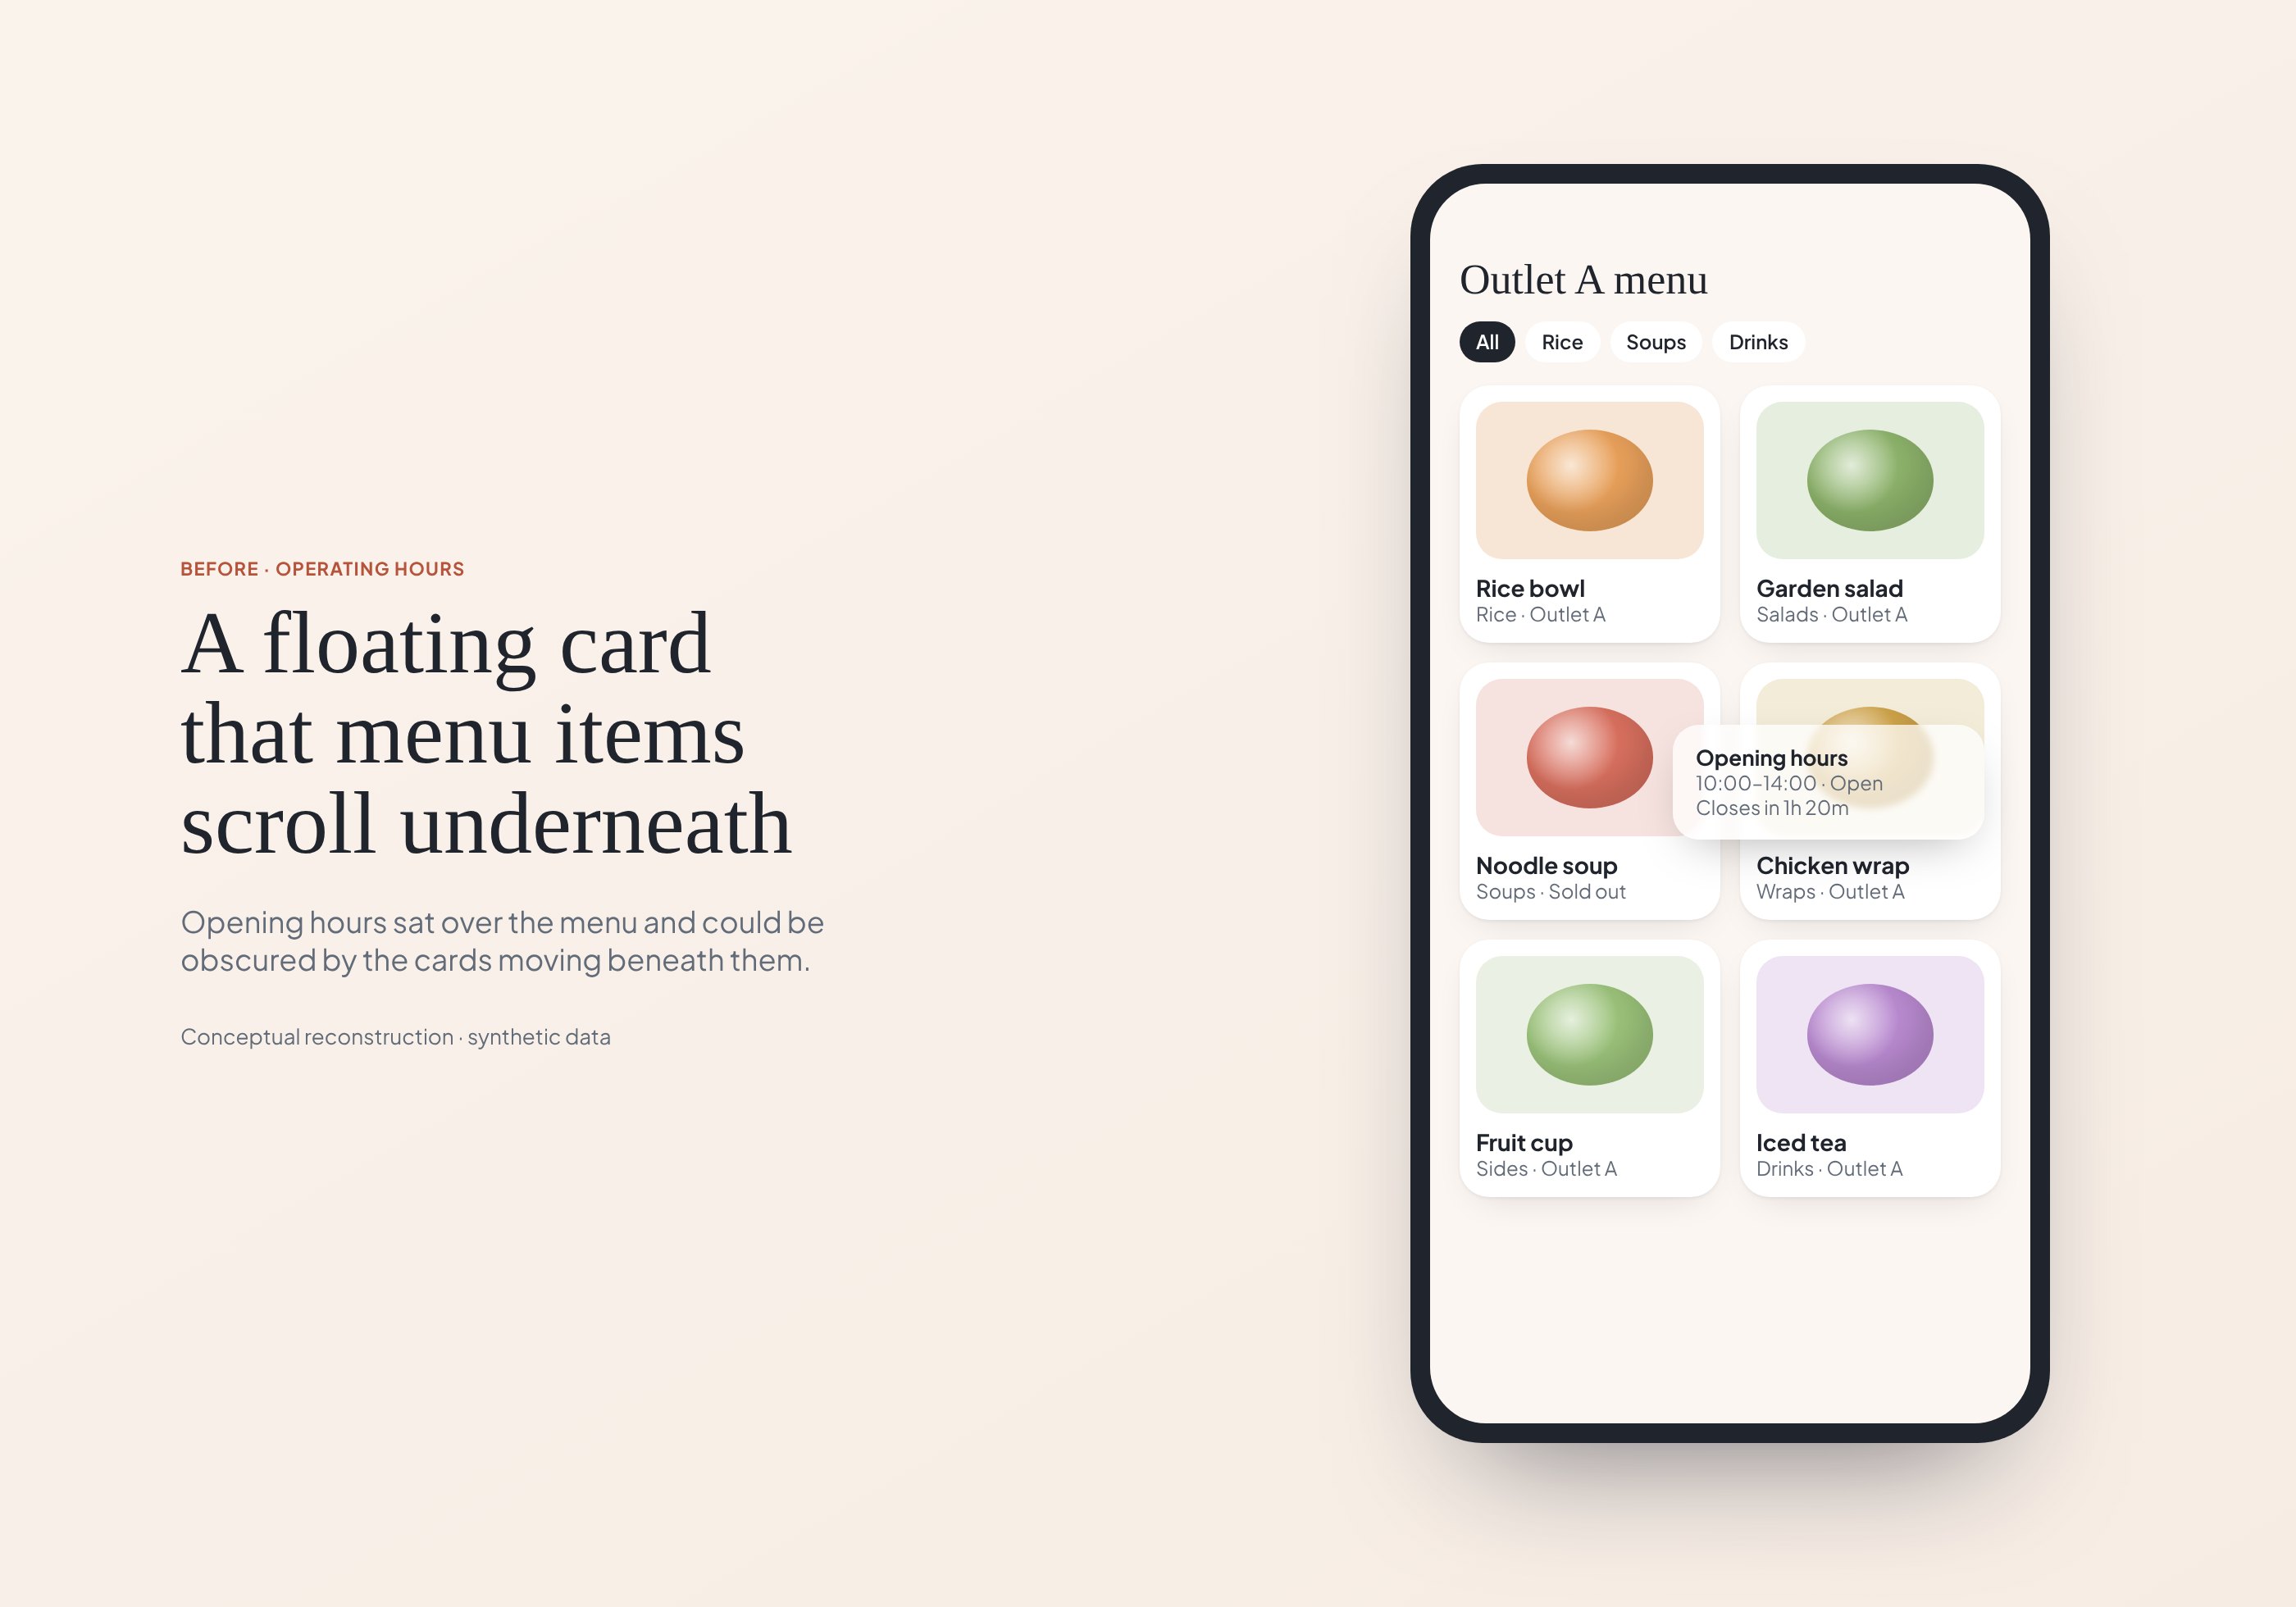 BEFORE · OPERATING HOURS
A floating card
that menu items
scroll underneath
Opening hours sat over the menu and could be
obscured by the cards moving beneath them.
Conceptual reconstruction · synthetic data
Outlet A menu
All Rice Soups Drinks
Rice bowl
Rice · Outlet A
Garden salad
Salads · Outlet A
Opening hours
10:00–14:00 · Open
Closes in 1h 20m
Noodle soup
Soups · Sold out
Chicken wrap
Wraps · Outlet A
Fruit cup
Sides · Outlet A
Iced tea
Drinks · Outlet A